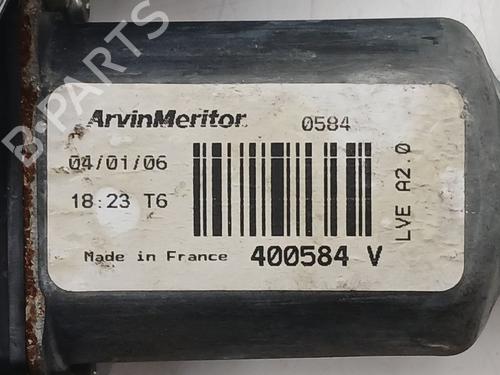 ArvinMeritor 0584
04/01/06
18:23 T6
Made in France 400584 V
LVE A2.0
B-PARTS